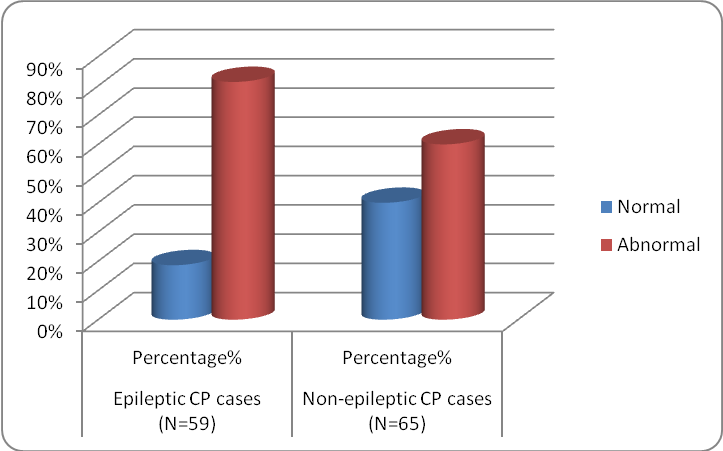 90%
80%
70%
60%
50%
40%
30%
20%
10%
0%
Normal
Abnormal
Percentage% Percentage%
Epileptic CP cases Non-epileptic CP cases
(N=59) (N=65)